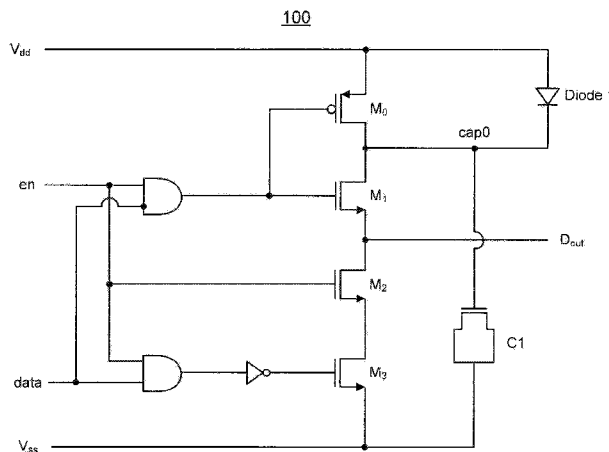 100
Vdd
Diode 1
M0
cap0
en
M1
Dout
M2
C1
data
M3
Vss